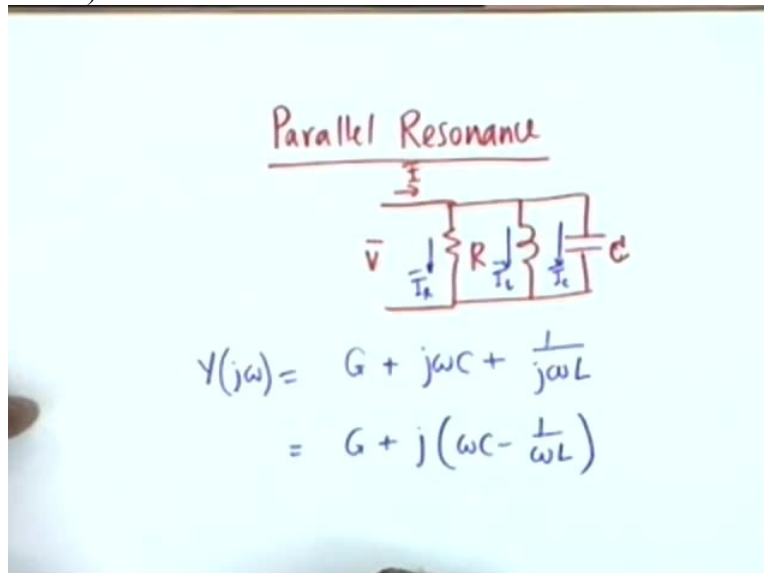 Parallel Resonance
I
V
I_R
R
I_L
I_C
C
Y(jω) = G + jωC + 1/jωL
= G + j(ωC - 1/ωL)